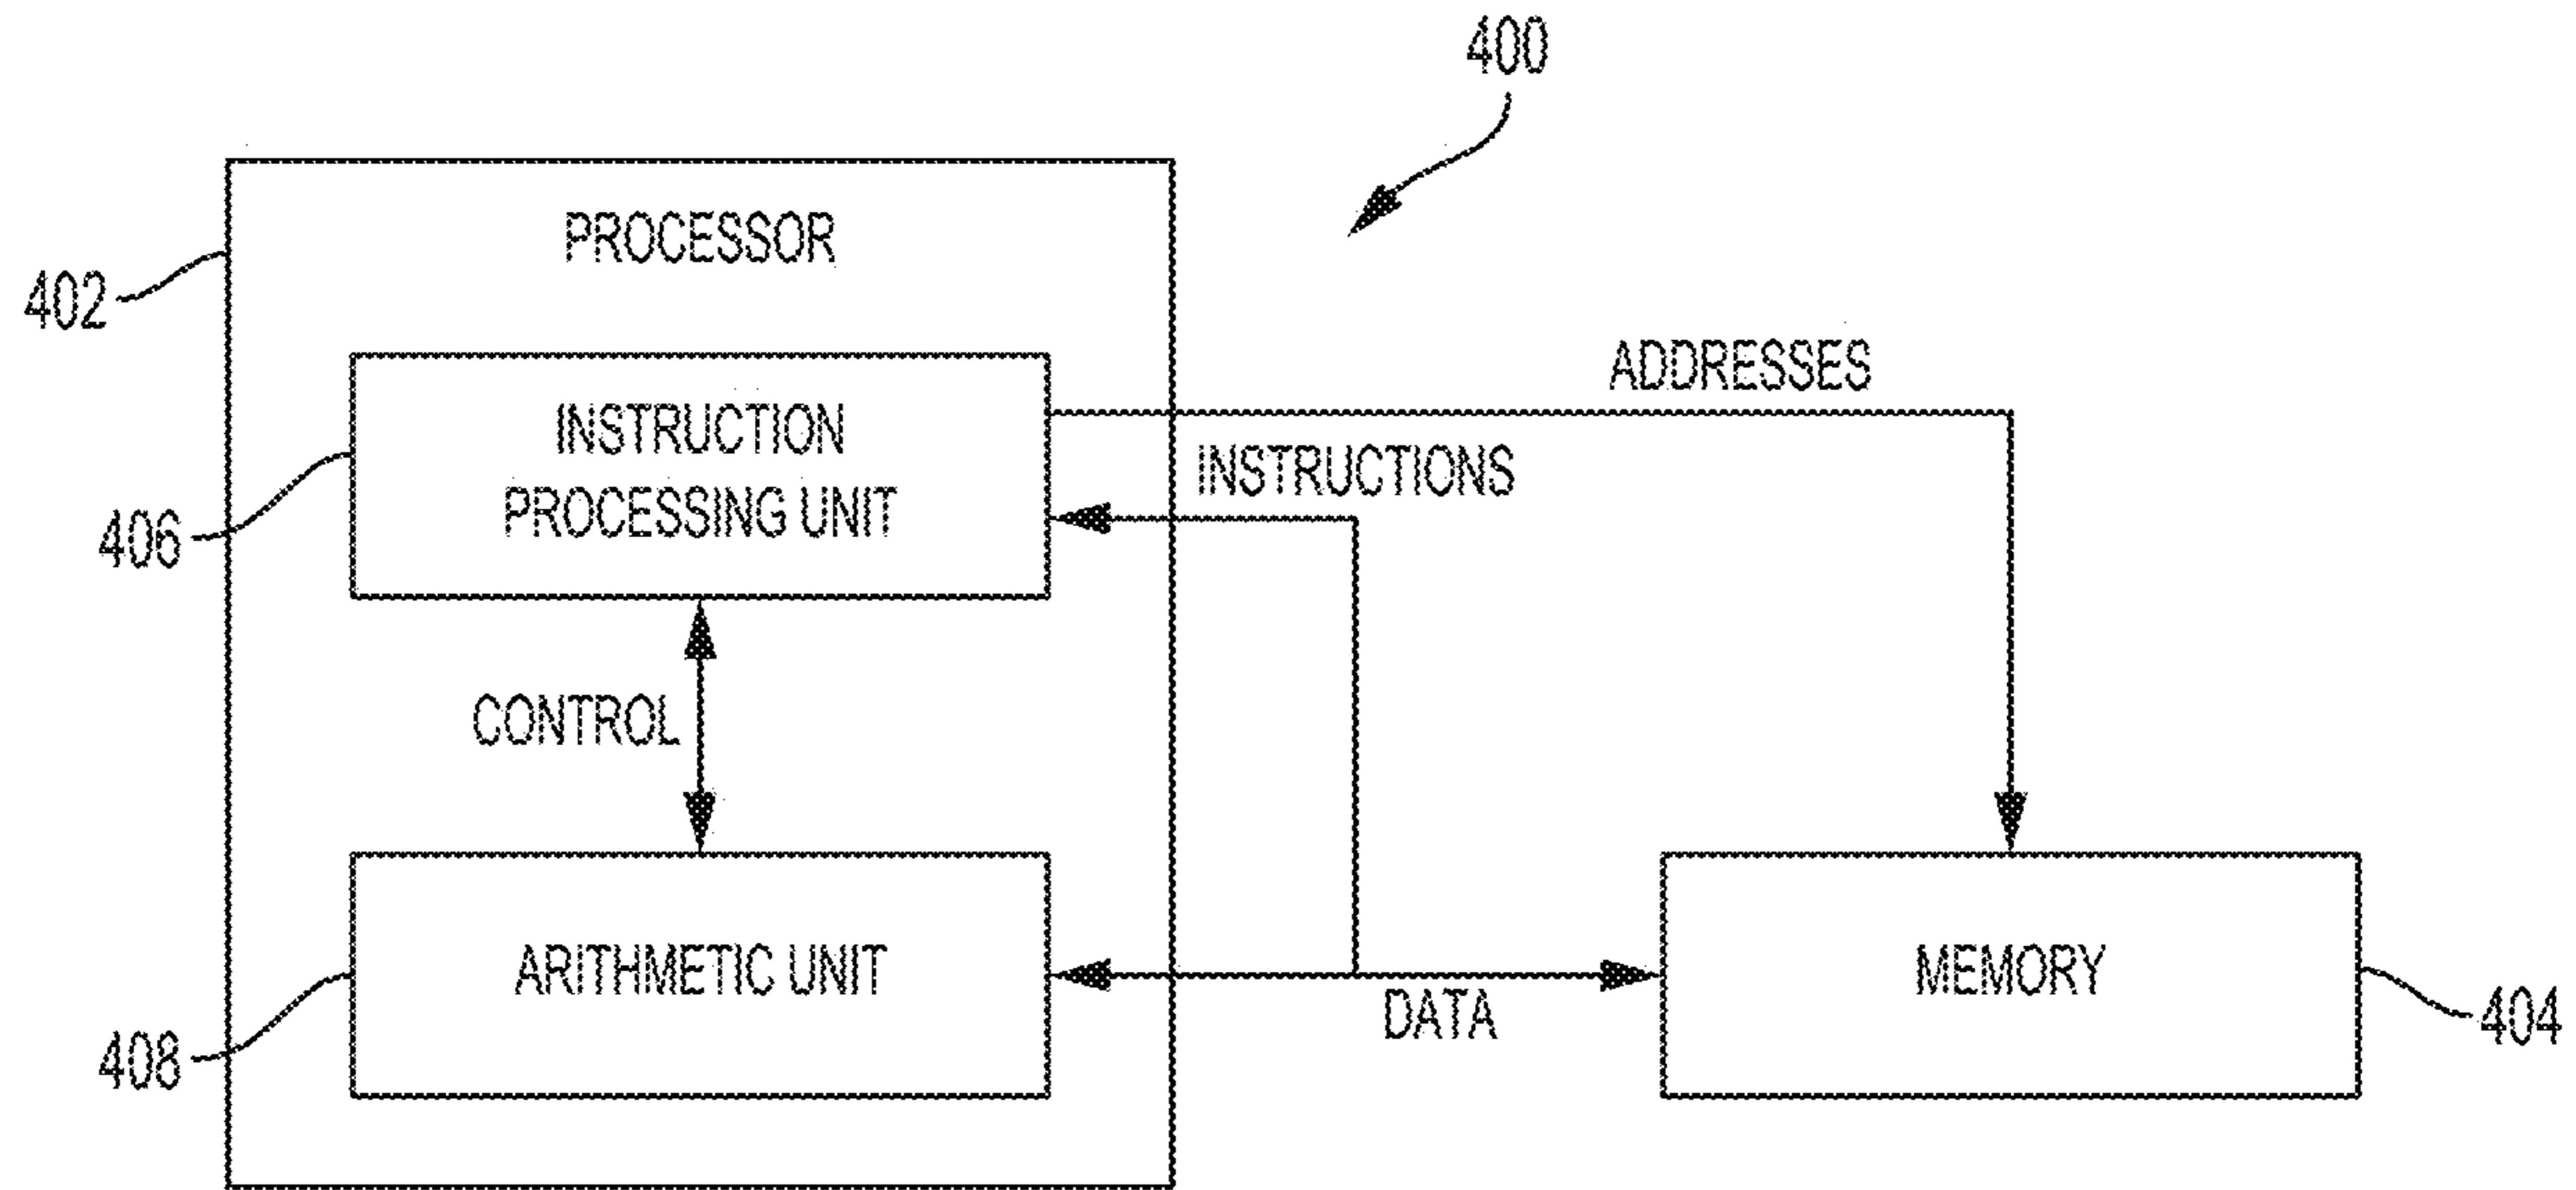 400
PROCESSOR
402
ADDRESSES
INSTRUCTION
PROCESSING UNIT
INSTRUCTIONS
406
CONTROL
ARITHMETIC UNIT
MEMORY
DATA
404
408